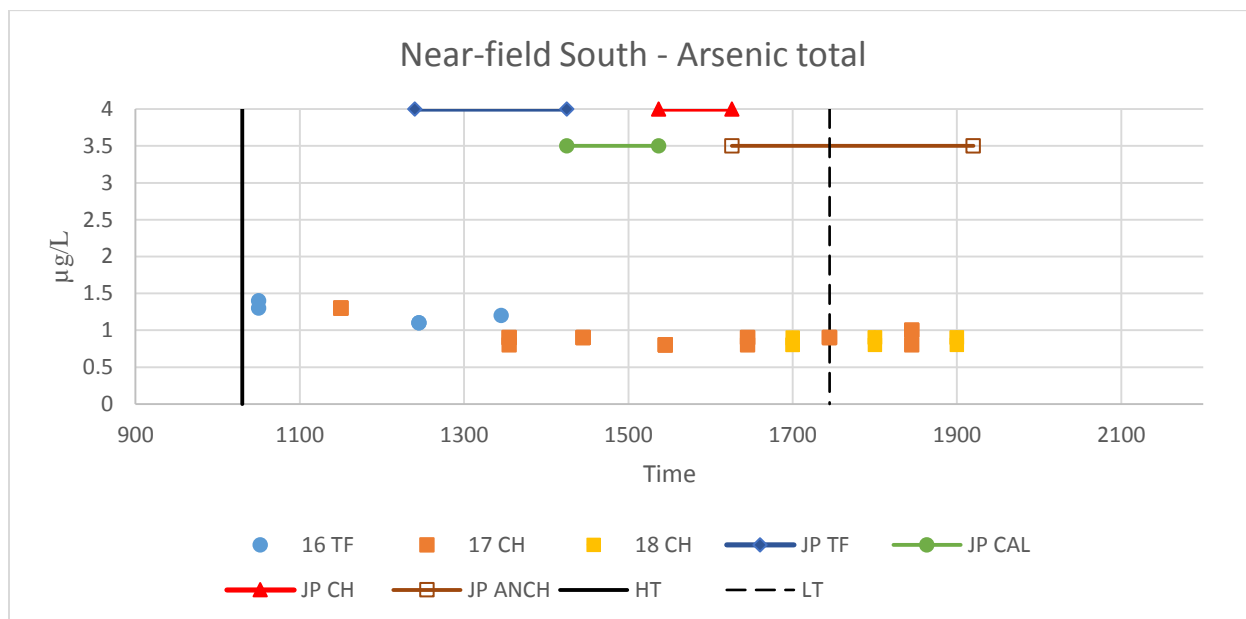 Near-field South - Arsenic total
4
3.5
3
2.5
2
1.5
1
0.5
0
µg/L
900 1100 1300 1500 1700 1900 2100
Time
16 TF 17 CH 18 CH JP TF JP CAL
JP CH JP ANCH HT LT